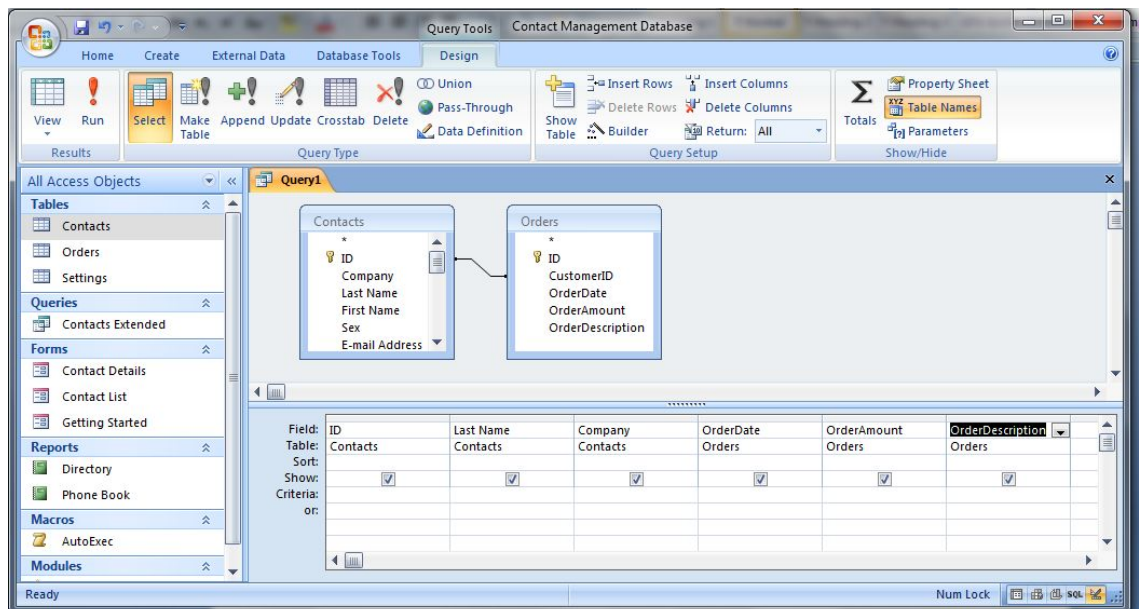 Query Tools Contact Management Database
Home Create External Data Database Tools Design
View
Run
Select
Make Table
Append
Update
Crosstab
Delete
Union
Pass-Through
Data Definition
Show Table
Insert Rows
Delete Rows
Builder
Insert Columns
Delete Columns
Return: All
Totals
Property Sheet
Table Names
Parameters
Results Query Type Query Setup Show/Hide
All Access Objects
Tables
Contacts
Orders
Settings
Queries
Contacts Extended
Forms
Contact Details
Contact List
Getting Started
Reports
Directory
Phone Book
Macros
AutoExec
Modules
Query1
Contacts
*
ID
Company
Last Name
First Name
Sex
E-mail Address
Orders
*
ID
CustomerID
OrderDate
OrderAmount
OrderDescription
Field: ID Last Name Company OrderDate OrderAmount OrderDescription
Table: Contacts Contacts Contacts Orders Orders Orders
Sort:
Show:
Criteria:
or:
Ready Num Lock SQL